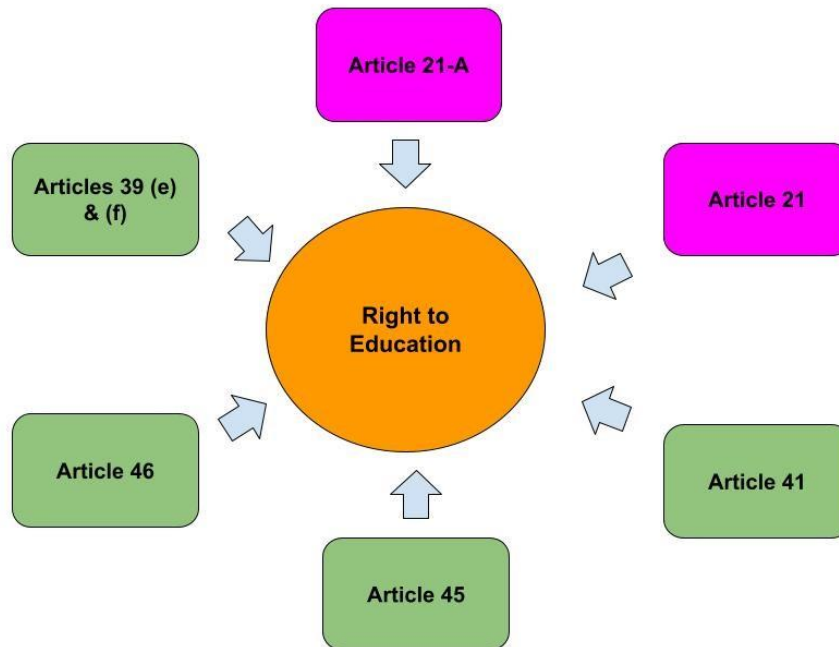 Article 21-A
Articles 39 (e)
& (f)
Article 21
Right to
Education
Article 46
Article 41
Article 45